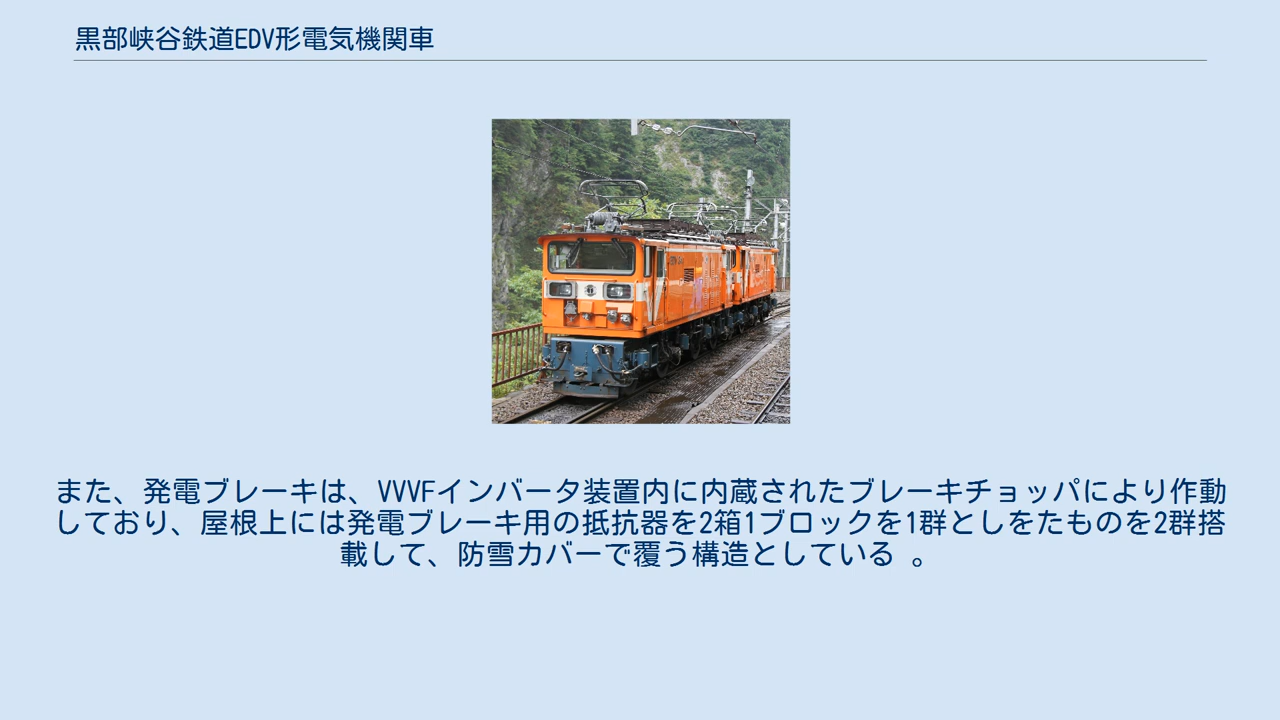 黒部峡谷鉄道EDV形電気機関車
また、発電ブレーキは、VVVFインバータ装置内に内蔵されたブレーキチョッパにより作動
しており、屋根上には発電ブレーキ用の抵抗器を2箱1ブロックを1群としをたものを2群搭
載して、防雪カバーで覆う構造としている 。